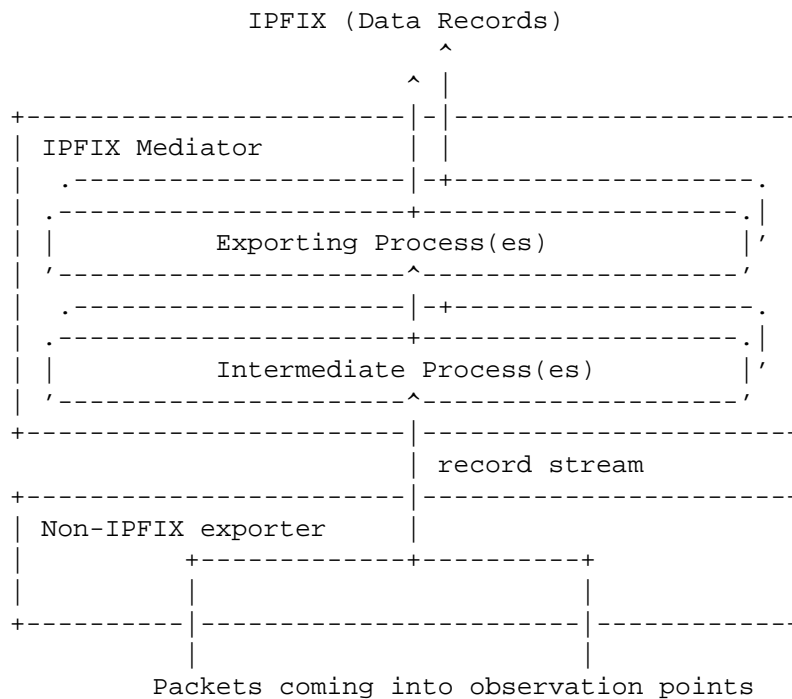 IPFIX (Data Records)
IPFIX Mediator
Exporting Process(es)
Intermediate Process(es)
record stream
Non-IPFIX exporter
Packets coming into observation points